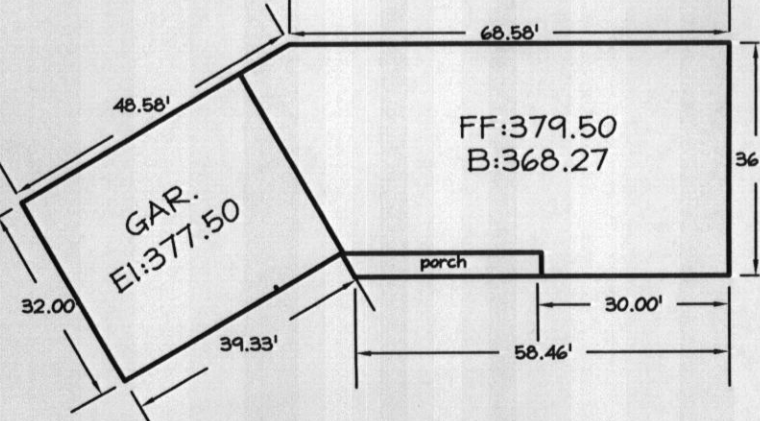 68.58'
48.58'
FF:379.50
B:368.27
36
GAR.
El:377.50
porch
32.00
30.00'
39.33'
58.46'